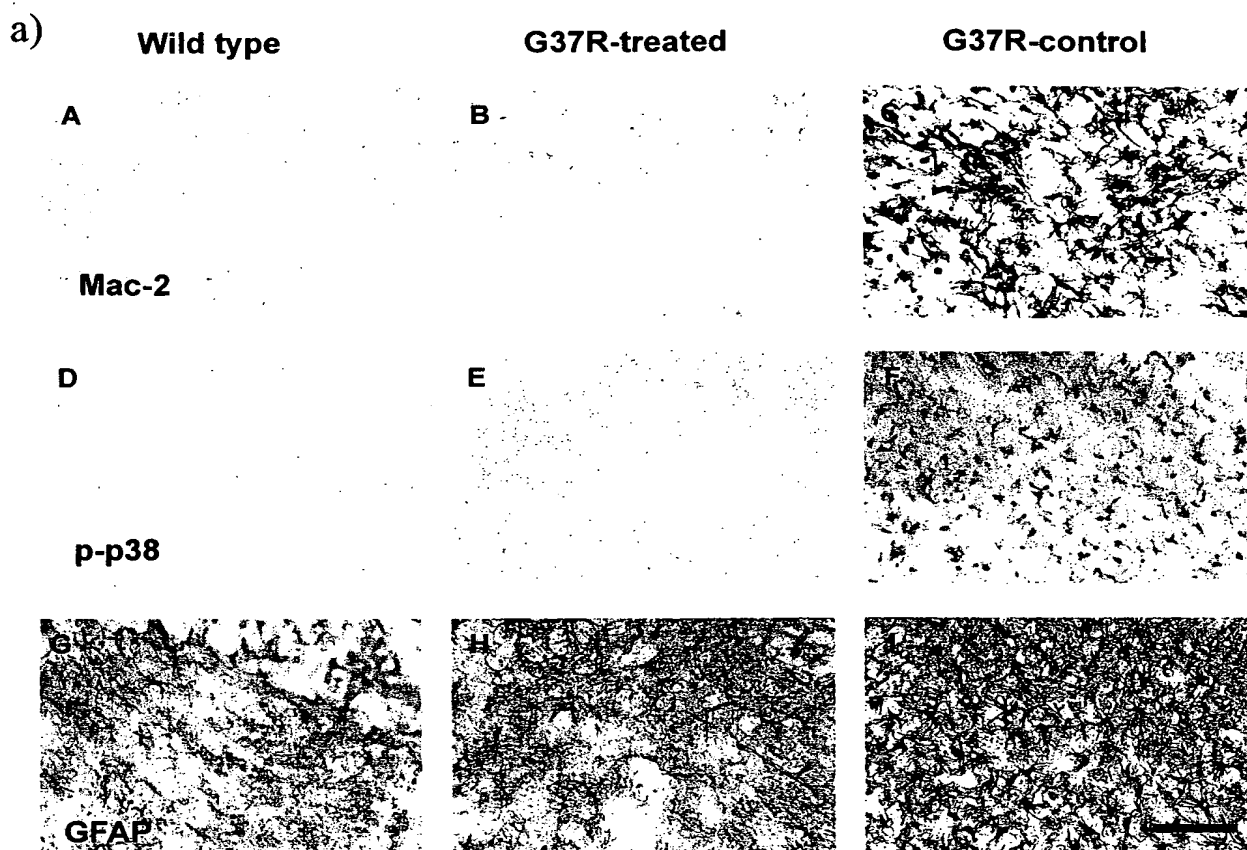 a)
Wild type G37R-treated G37R-control
A B C
Mac-2
D E F
p-p38
G H I
GFAP